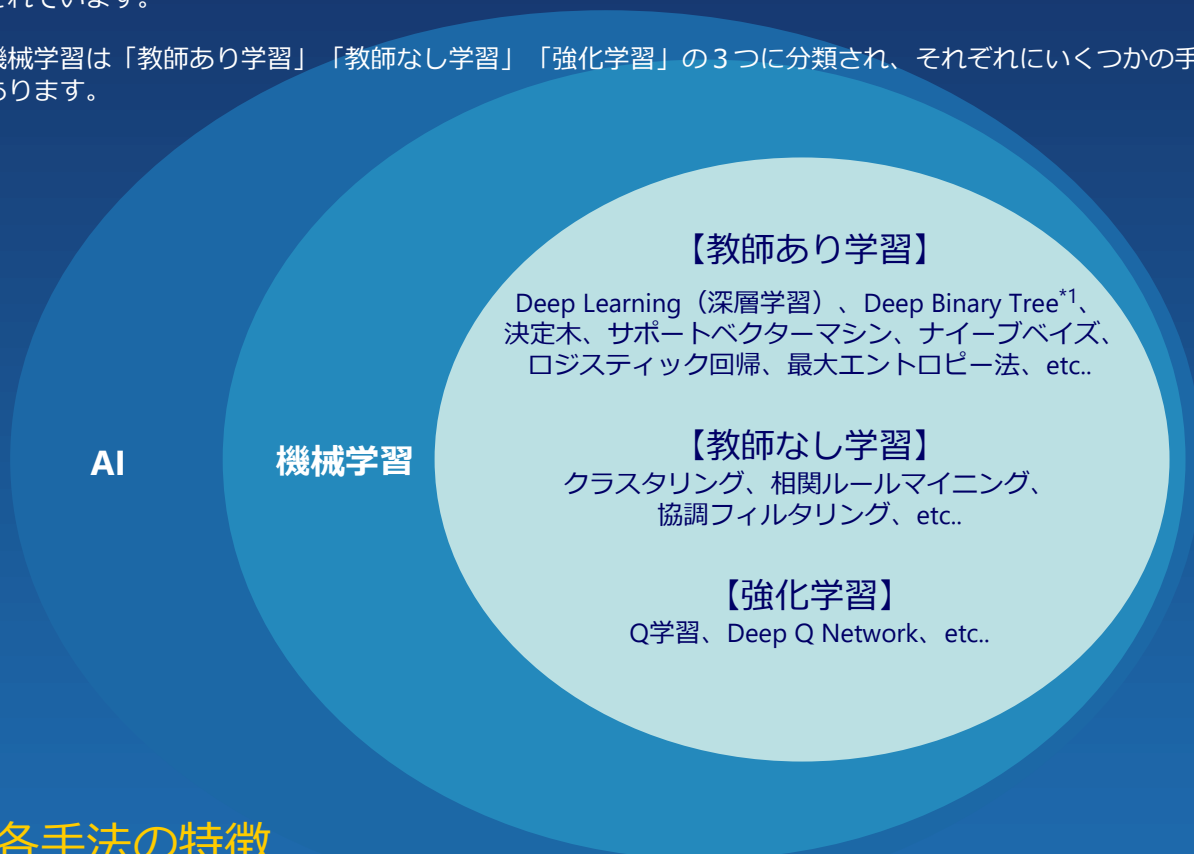 されています。
機械学習は「教師あり学習」「教師なし学習」「強化学習」の３つに分類され、それぞれにいくつかの手
あります。
【教師あり学習】
Deep Learning（深層学習）、Deep Binary Tree*1、
決定木、サポートベクターマシン、ナイーブベイズ、
ロジスティック回帰、最大エントロピー法、etc..
AI
機械学習
【教師なし学習】
クラスタリング、相関ルールマイニング、
協調フィルタリング、etc..
【強化学習】
Q学習、Deep Q Network、etc..
各手法の特徴